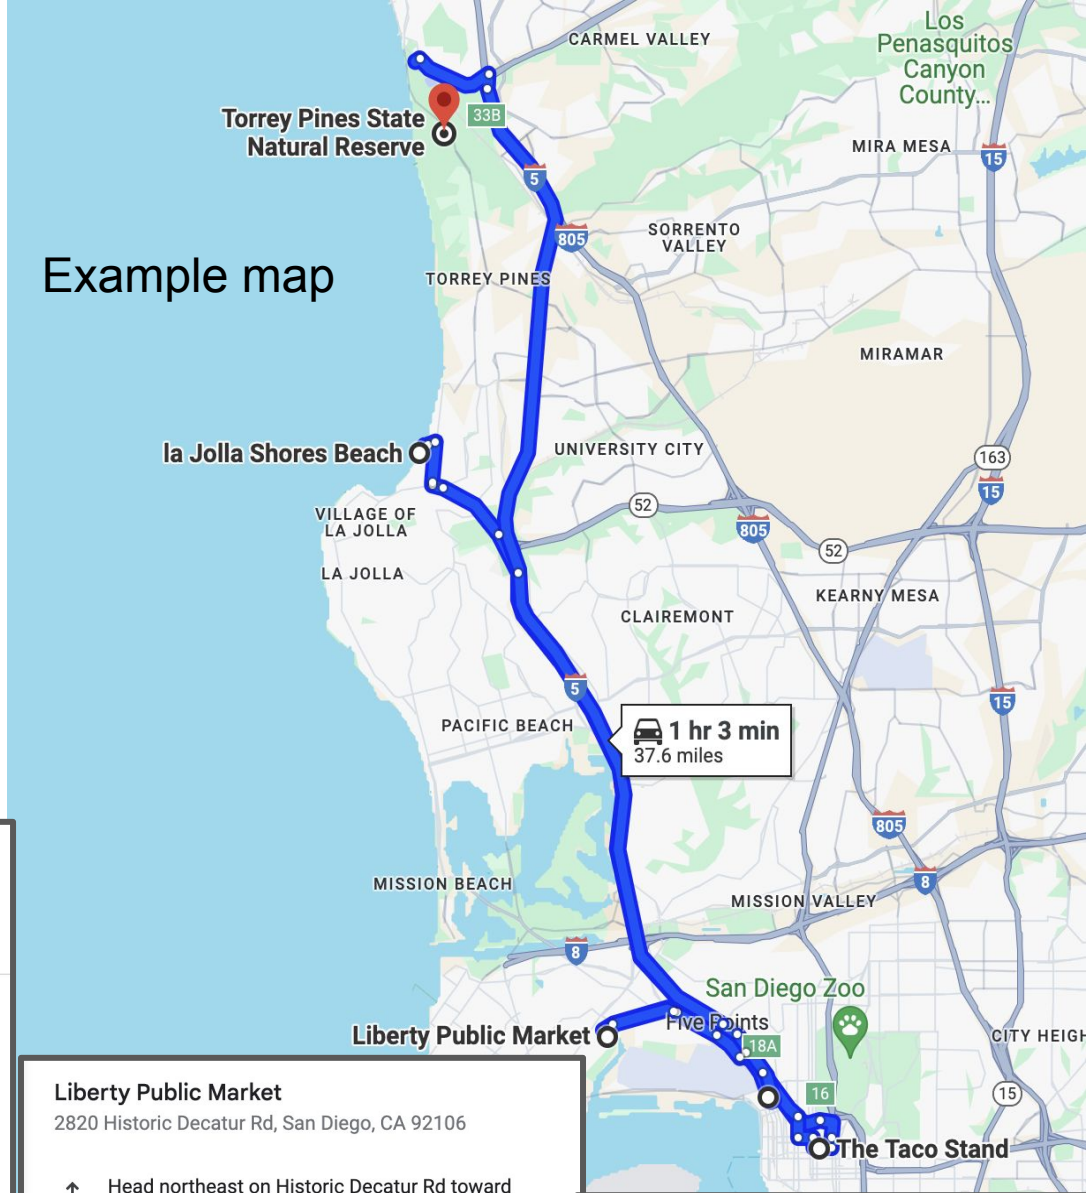 Los
Penasquitos
Canyon
County...
CARMEL VALLEY
Torrey Pines State
Natural Reserve
33B
MIRA MESA
15
5
805
SORRENTO
VALLEY
Example map
TORREY PINES
MIRAMAR
la Jolla Shores Beach
UNIVERSITY CITY
163
15
52
VILLAGE OF
LA JOLLA
805
52
LA JOLLA
KEARNY MESA
CLAIREMONT
5
15
PACIFIC BEACH
1 hr 3 min
37.6 miles
805
MISSION BEACH
8
MISSION VALLEY
8
San Diego Zoo
Five Points
Liberty Public Market
18A
CITY HEIGH
16
15
The Taco Stand
Liberty Public Market
2820 Historic Decatur Rd, San Diego, CA 92106
Head northeast on Historic Decatur Rd toward